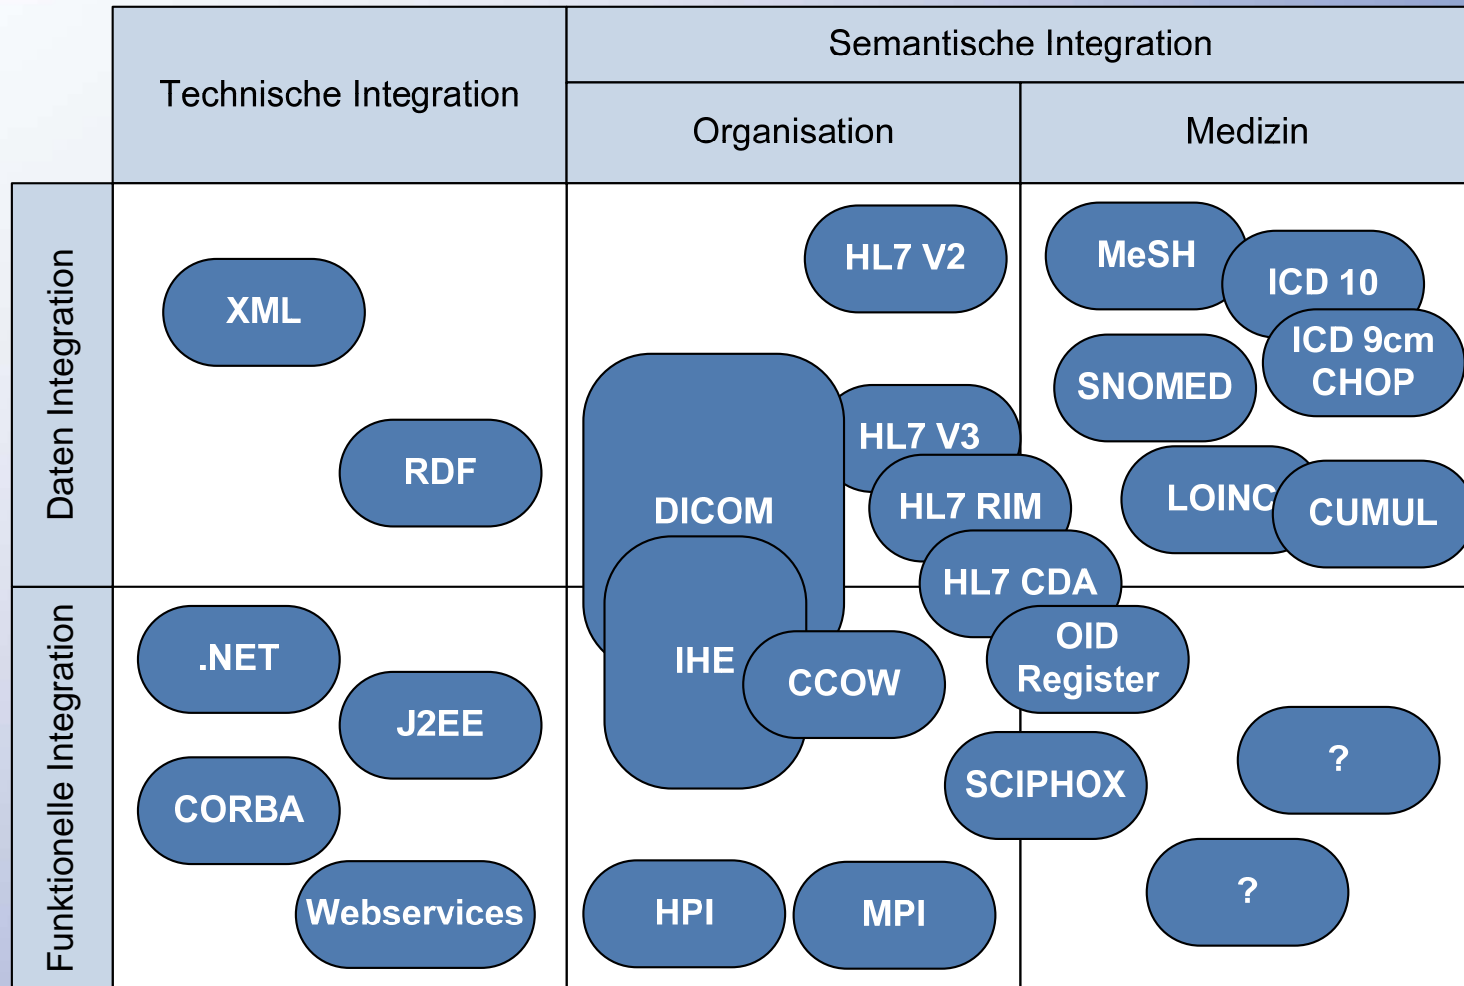 Technische Integration
Semantische Integration
Organisation
Medizin
Daten Integration
XML
RDF
HL7 V2
DICOM
HL7 V3
HL7 RIM
HL7 CDA
MeSH
ICD 10
ICD 9cm
CHOP
SNOMED
LOINC
CUMUL
Funktionelle Integration
.NET
J2EE
CORBA
Webservices
IHE
CCOW
OID
Register
SCIPHOX
HPI
MPI
?
?